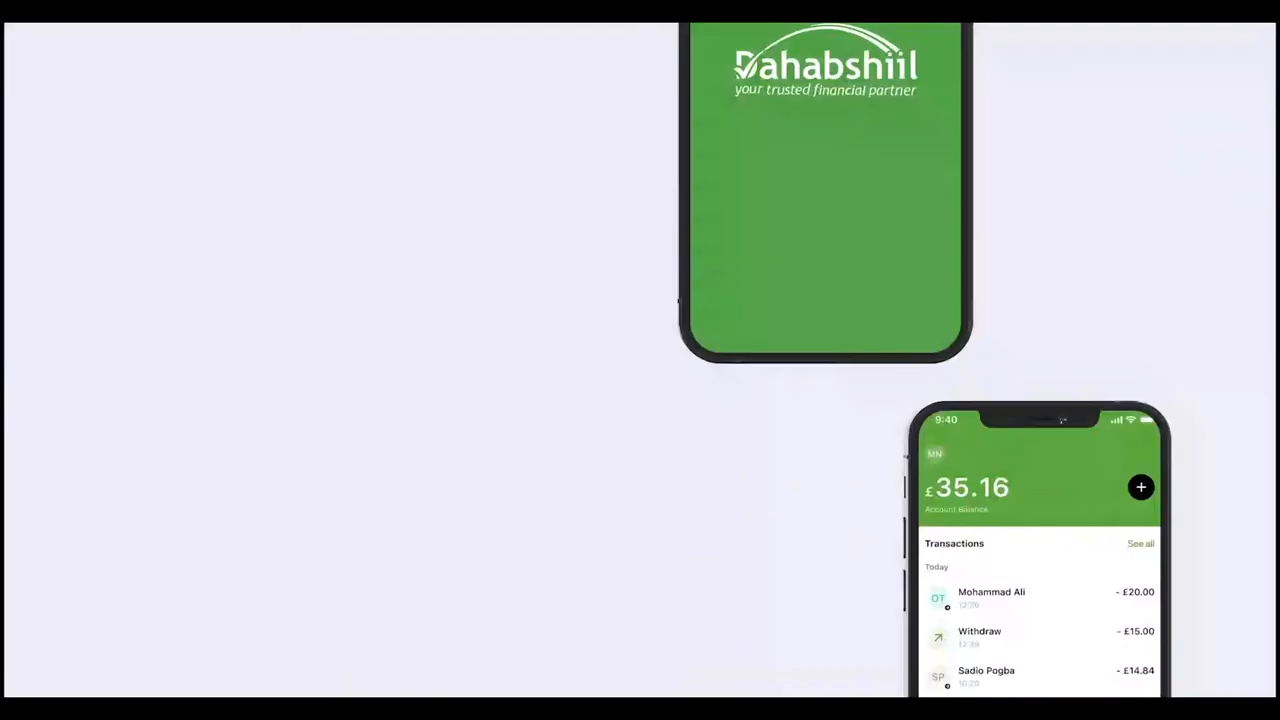 Dahabshiil
your trusted financial partner
9:40
MN
£35.16
Account Balance
Transactions
See all
Today
OT
Mohammad Ali
- £20.00
Withdraw
- £15.00
SP
Sadio Pogba
- £14.84